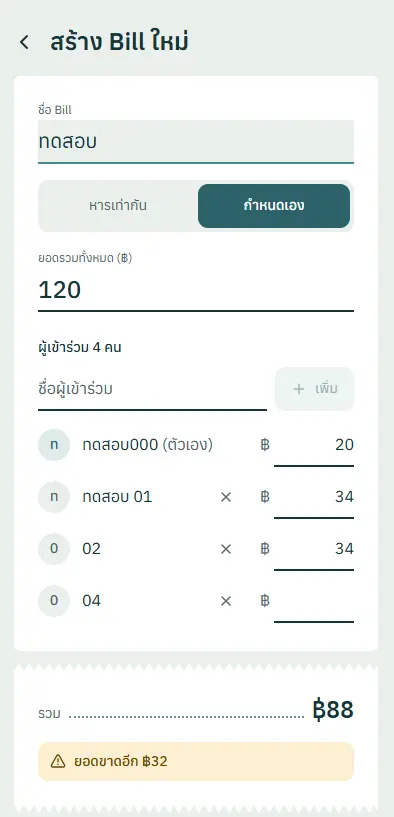 สร้าง Bill ใหม่
ชื่อ Bill
ทดสอบ
หารเท่ากัน กำหนดเอง
ยอดรวมทั้งหมด (฿)
120
ผู้เข้าร่วม 4 คน
ชื่อผู้เข้าร่วม + เพิ่ม
ท ทดสอบ000 (ตัวเอง) ฿ 20
ท ทดสอบ 01 × ฿ 34
0 02 × ฿ 34
0 04 × ฿
รวม ฿88
ยอดขาดอีก ฿32